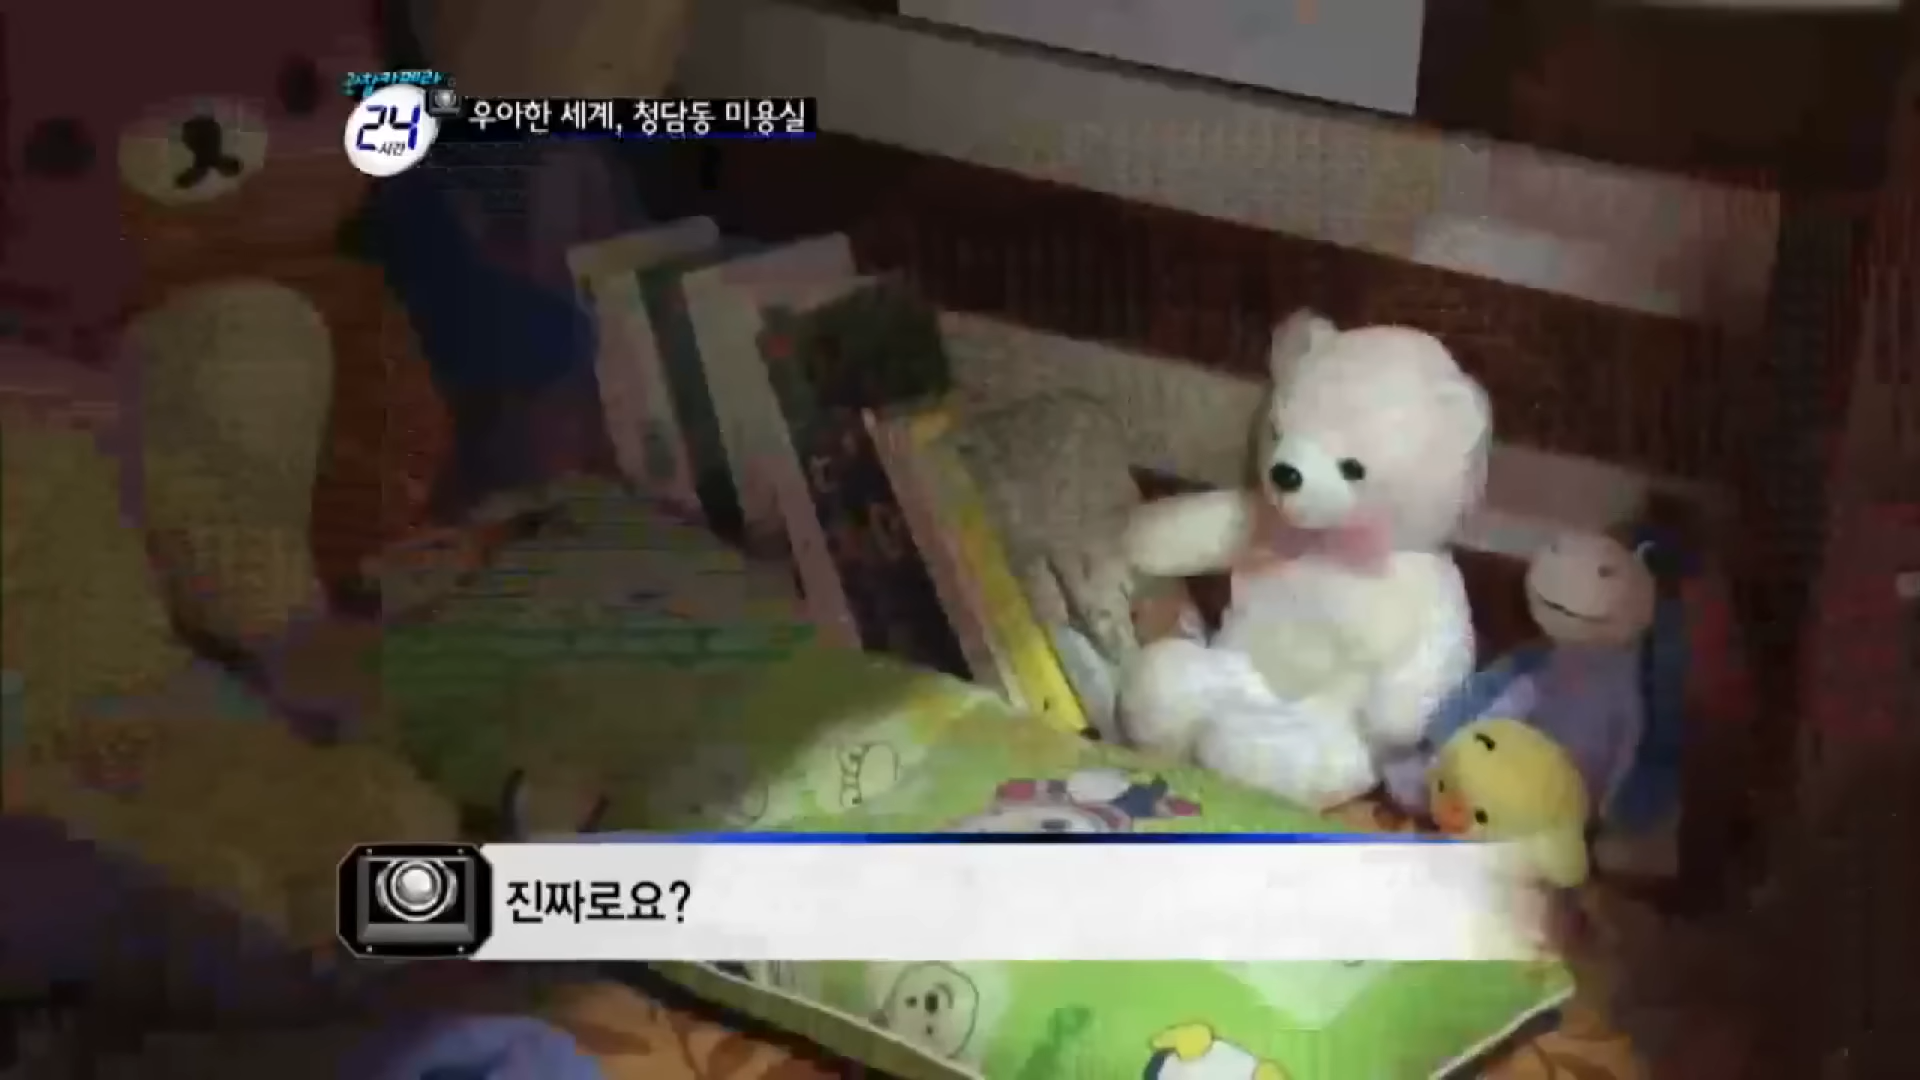 관찰카메라
24
시간
우아한 세계, 청담동 미용실
진짜로요?